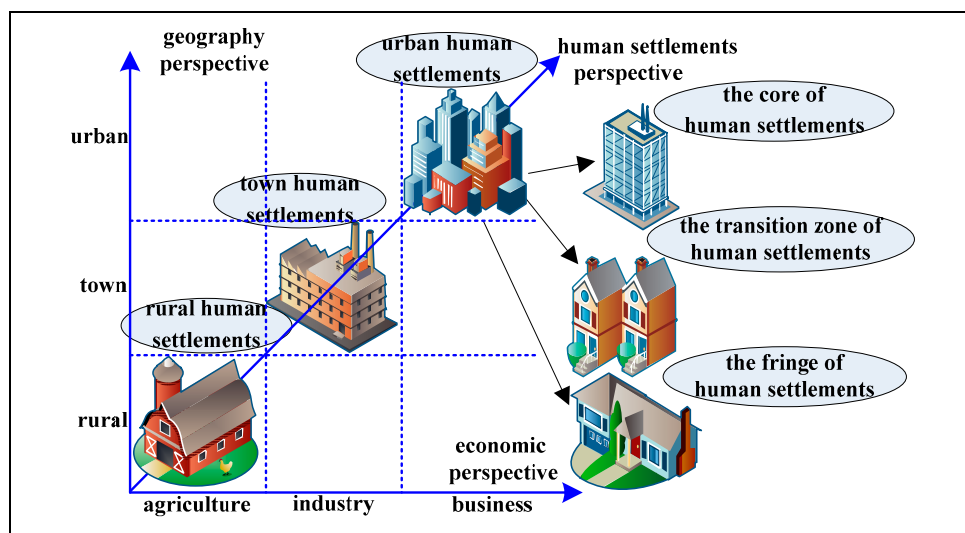 geography
perspective
urban human
settlements
human settlements
perspective
the core of
human settlements
urban
town human
settlements
the transition zone of
human settlements
town
rural human
settlements
the fringe of
human settlements
rural
economic
perspective
agriculture
industry
business